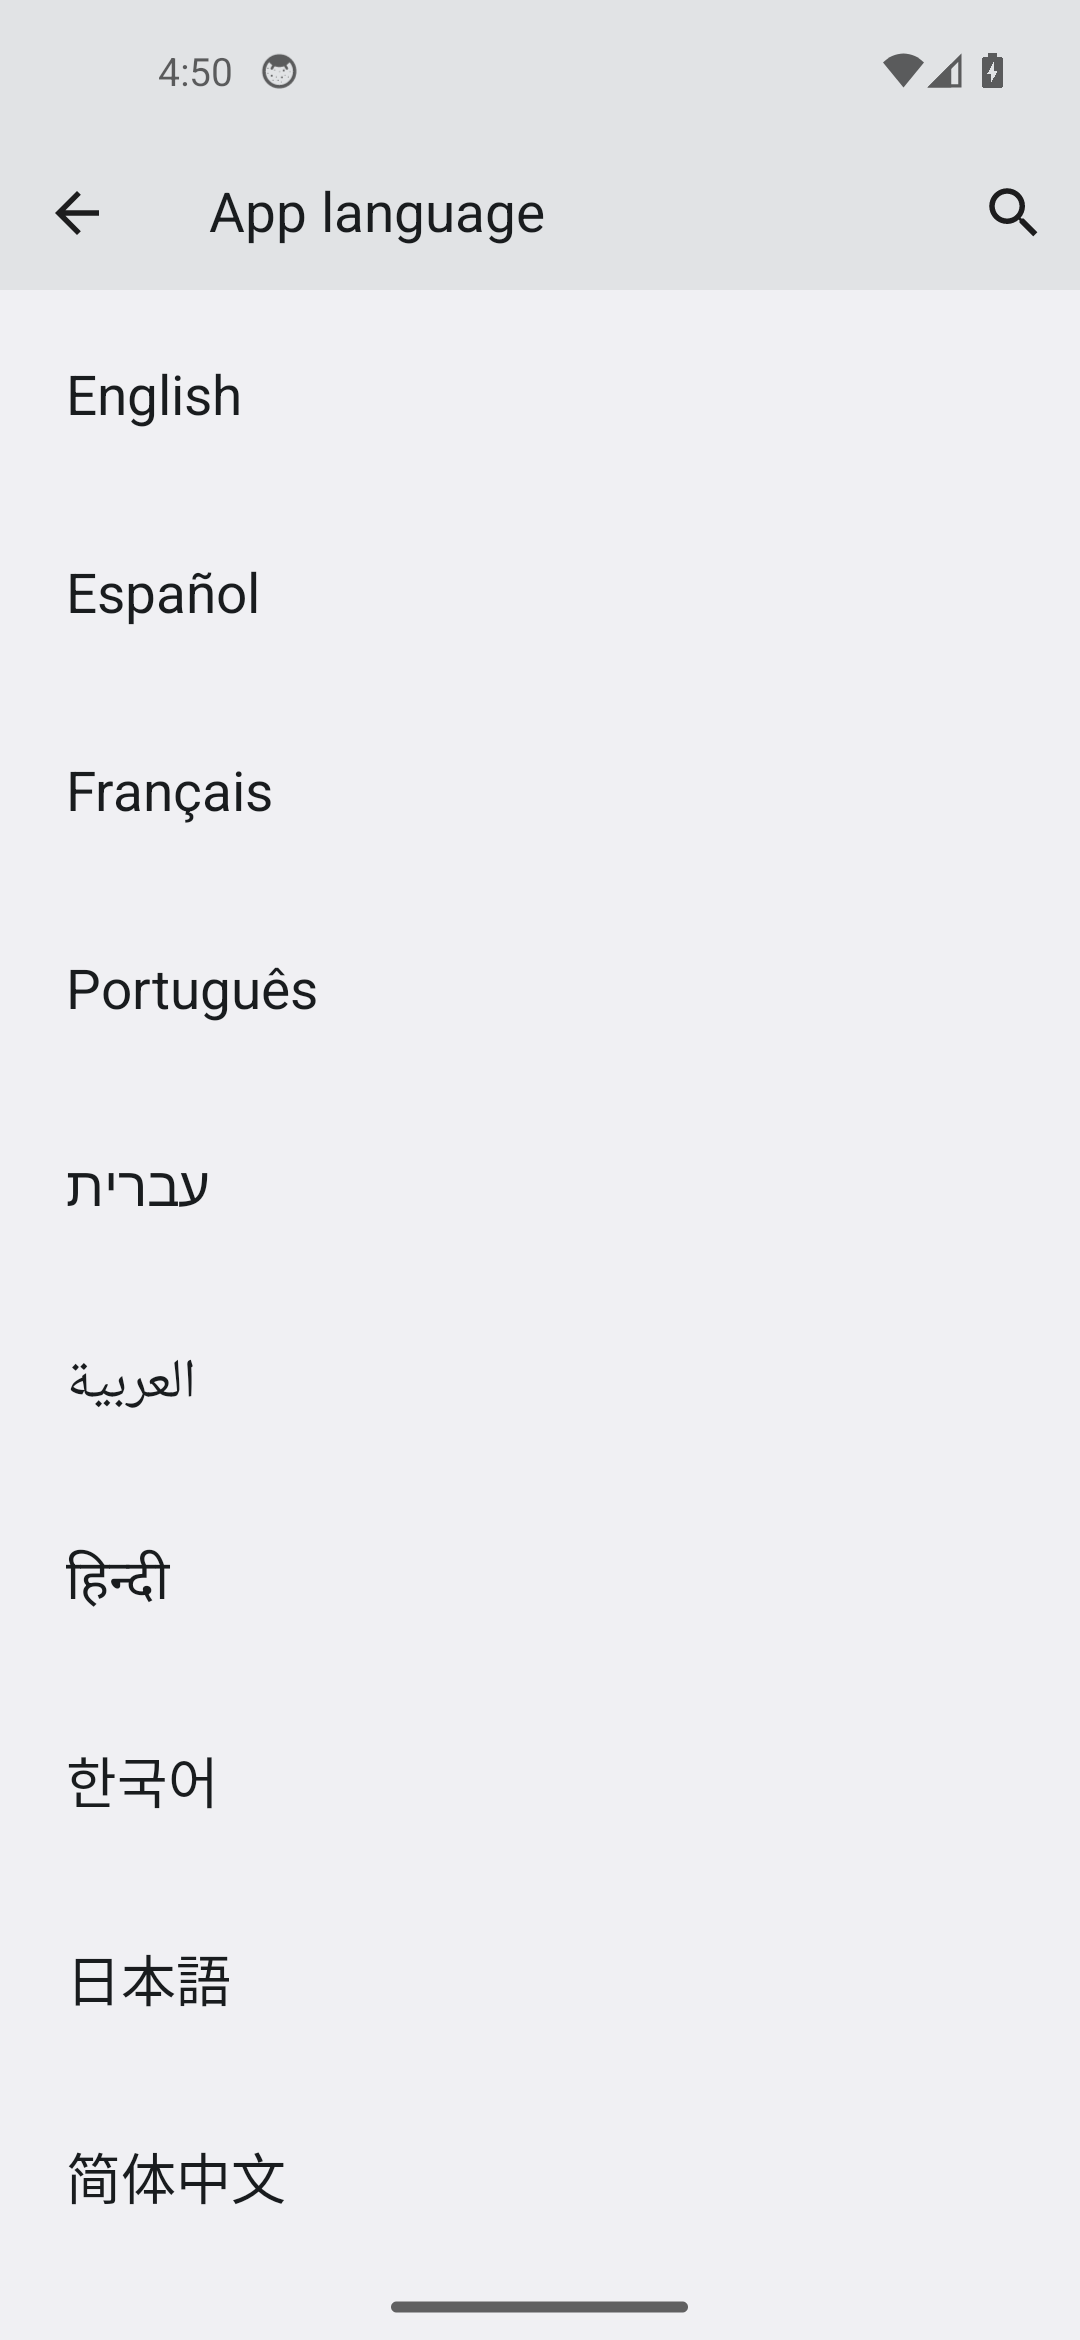 4:50
App language
English
Español
Français
Português
עברית
العربية
हिन्दी
한국어
日本語
简体中文